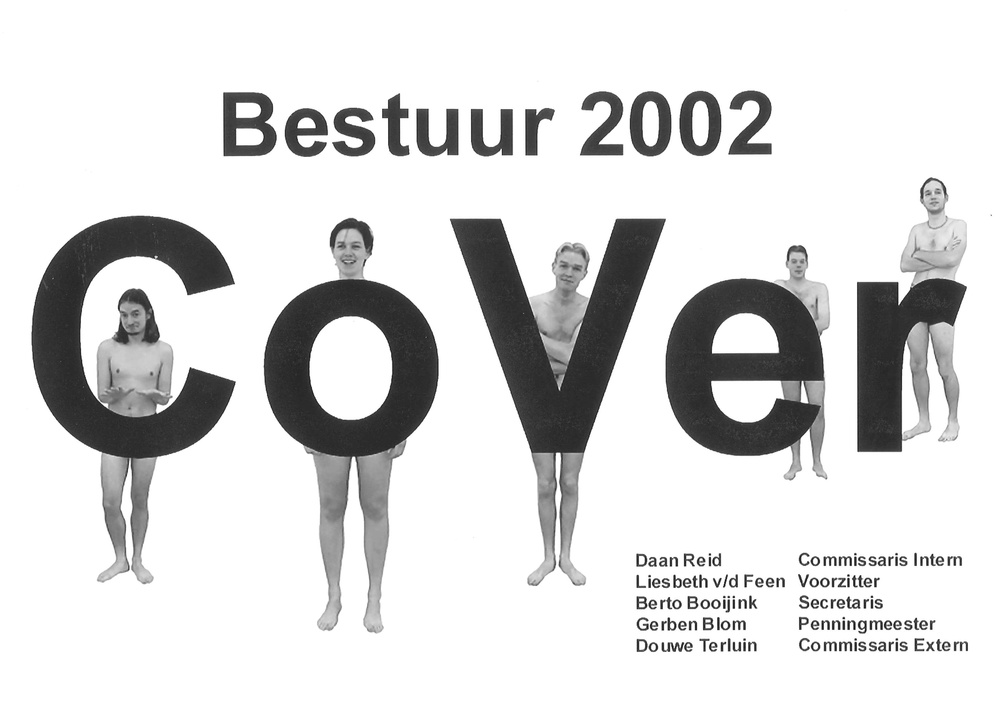 Bestuur 2002
CoVer
Daan Reid Commissaris Intern
Liesbeth v/d Feen Voorzitter
Berto Booijink Secretaris
Gerben Blom Penningmeester
Douwe Terluin Commissaris Extern